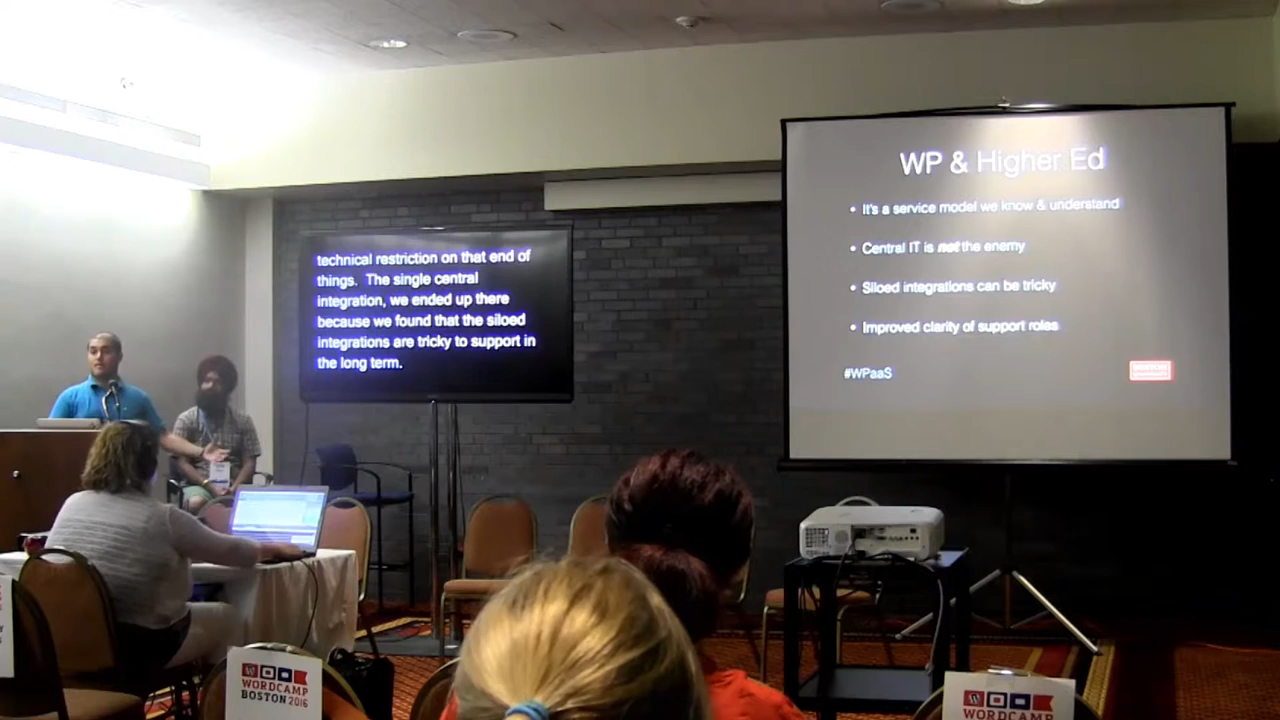 technical restriction on that end of
things.  The single central
integration, we ended up there
because we found that the siloed
integrations are tricky to support in
the long term.
WP & Higher Ed
• It's a service model we know & understand
• Central IT is not the enemy
• Siloed integrations can be tricky
• Improved clarity of support roles
#WPaaS
WORDCAMP
BOSTON 2016
WORDCAMP